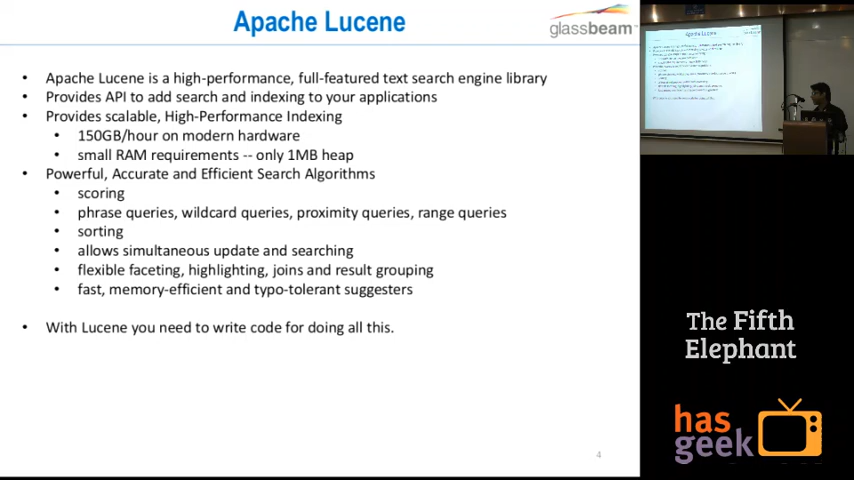 Apache Lucene
glassbeam
• Apache Lucene is a high-performance, full-featured text search engine library
• Provides API to add search and indexing to your applications
• Provides scalable, High-Performance Indexing
• 150GB/hour on modern hardware
• small RAM requirements -- only 1MB heap
• Powerful, Accurate and Efficient Search Algorithms
• scoring
• phrase queries, wildcard queries, proximity queries, range queries
• sorting
• allows simultaneous update and searching
• flexible faceting, highlighting, joins and result grouping
• fast, memory-efficient and typo-tolerant suggesters
• With Lucene you need to write code for doing all this.
4
Apache Lucene
The Fifth
Elephant
has
geek